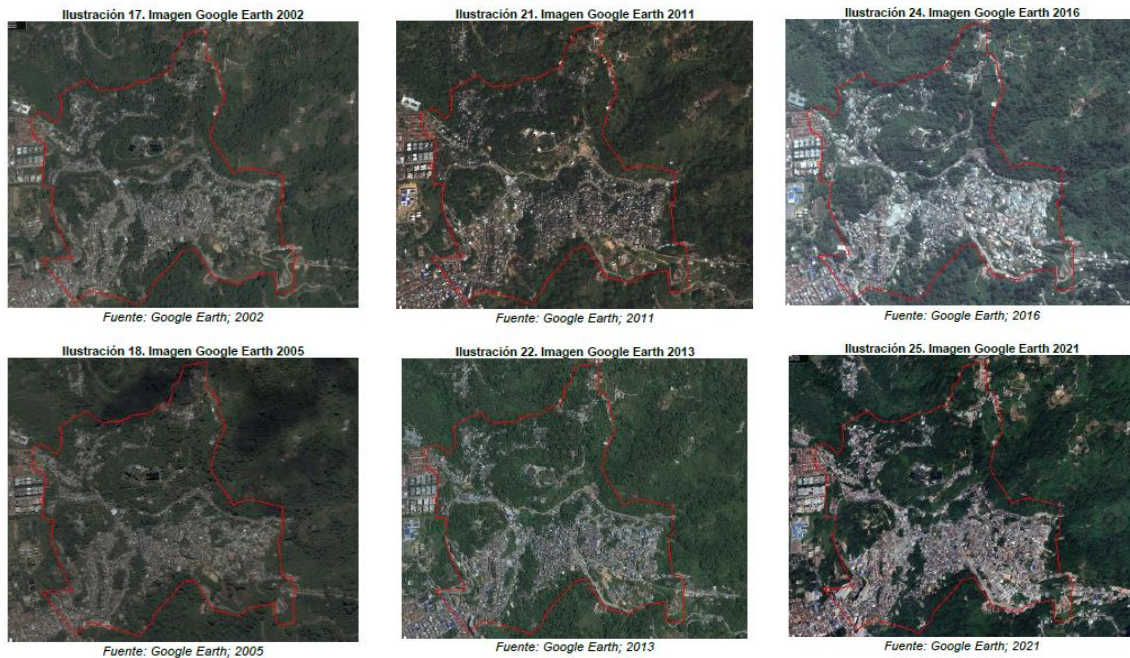 Ilustración 17. Imagen Google Earth 2002
Fuente: Google Earth; 2002
Ilustración 21. Imagen Google Earth 2011
Fuente: Google Earth; 2011
Ilustración 24. Imagen Google Earth 2016
Fuente: Google Earth; 2016
Ilustración 18. Imagen Google Earth 2005
Fuente: Google Earth; 2005
Ilustración 22. Imagen Google Earth 2013
Fuente: Google Earth; 2013
Ilustración 25. Imagen Google Earth 2021
Fuente: Google Earth; 2021